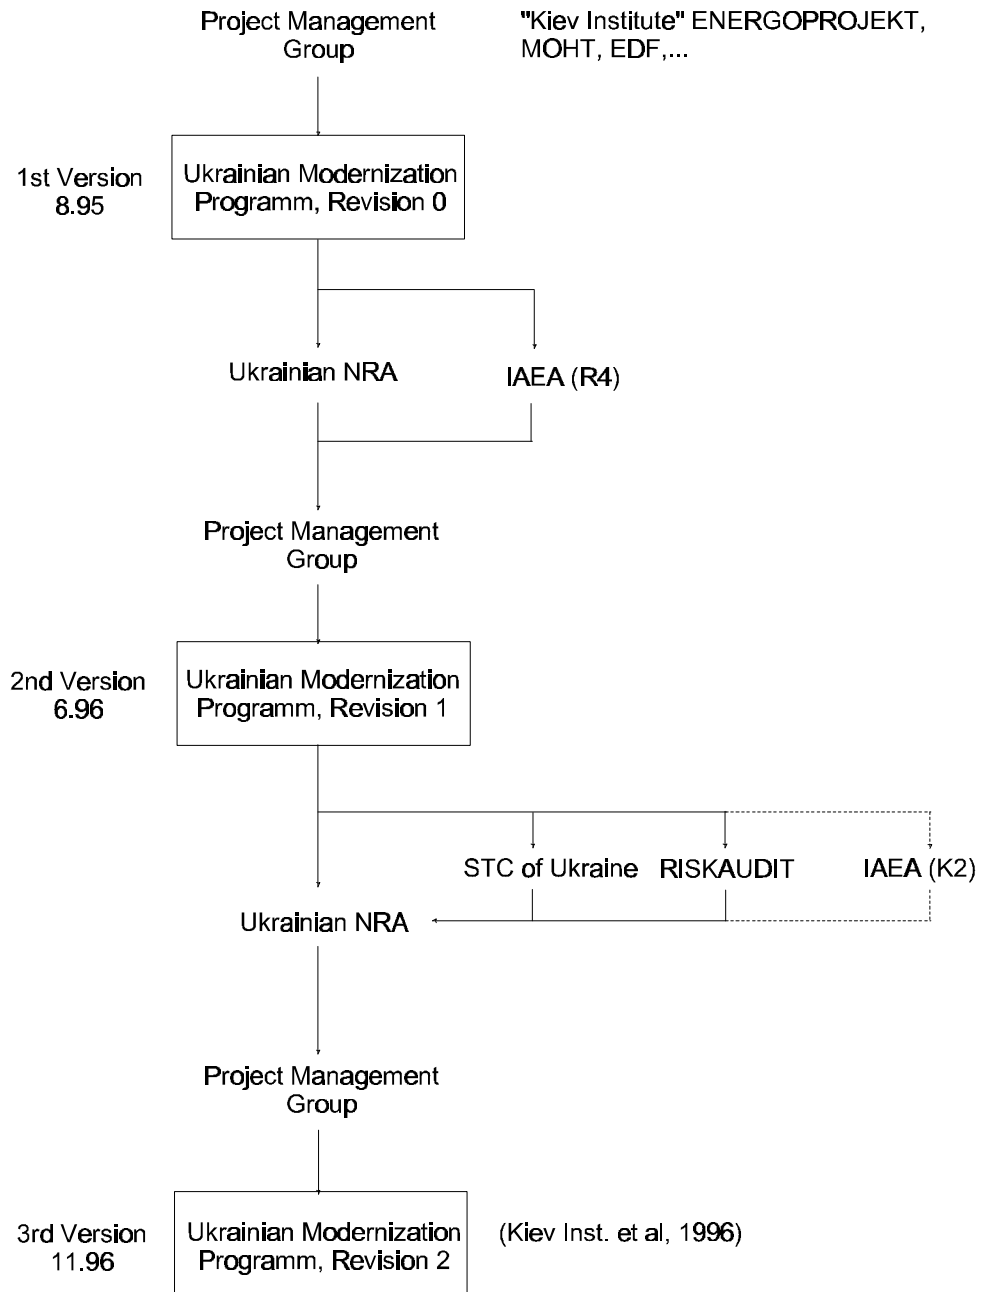 Project Management
Group
"Kiev Institute" ENERGOPROJEKT,
MOHT, EDF,...
1st Version
8.95
Ukrainian Modernization
Programm, Revision 0
Ukrainian NRA
IAEA (R4)
Project Management
Group
2nd Version
6.96
Ukrainian Modernization
Programm, Revision 1
STC of Ukraine
RISKAUDIT
IAEA (K2)
Ukrainian NRA
Project Management
Group
3rd Version
11.96
Ukrainian Modernization
Programm, Revision 2
(Kiev Inst. et al, 1996)